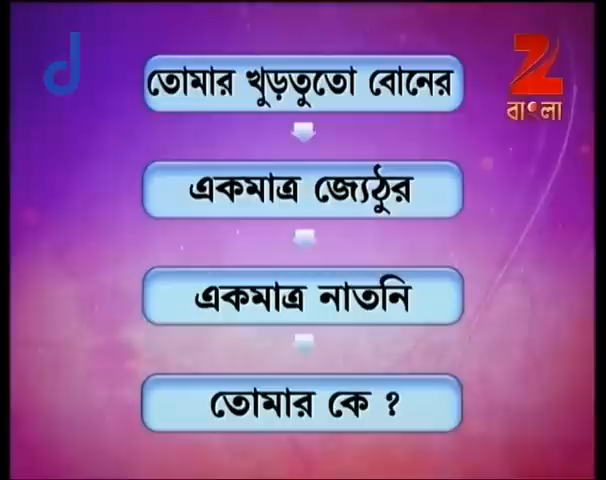 d
Z
বাংলা
তোমার খুড়তুতো বোনের
একমাত্র জ্যেঠুর
একমাত্র নাতনি
তোমার কে ?